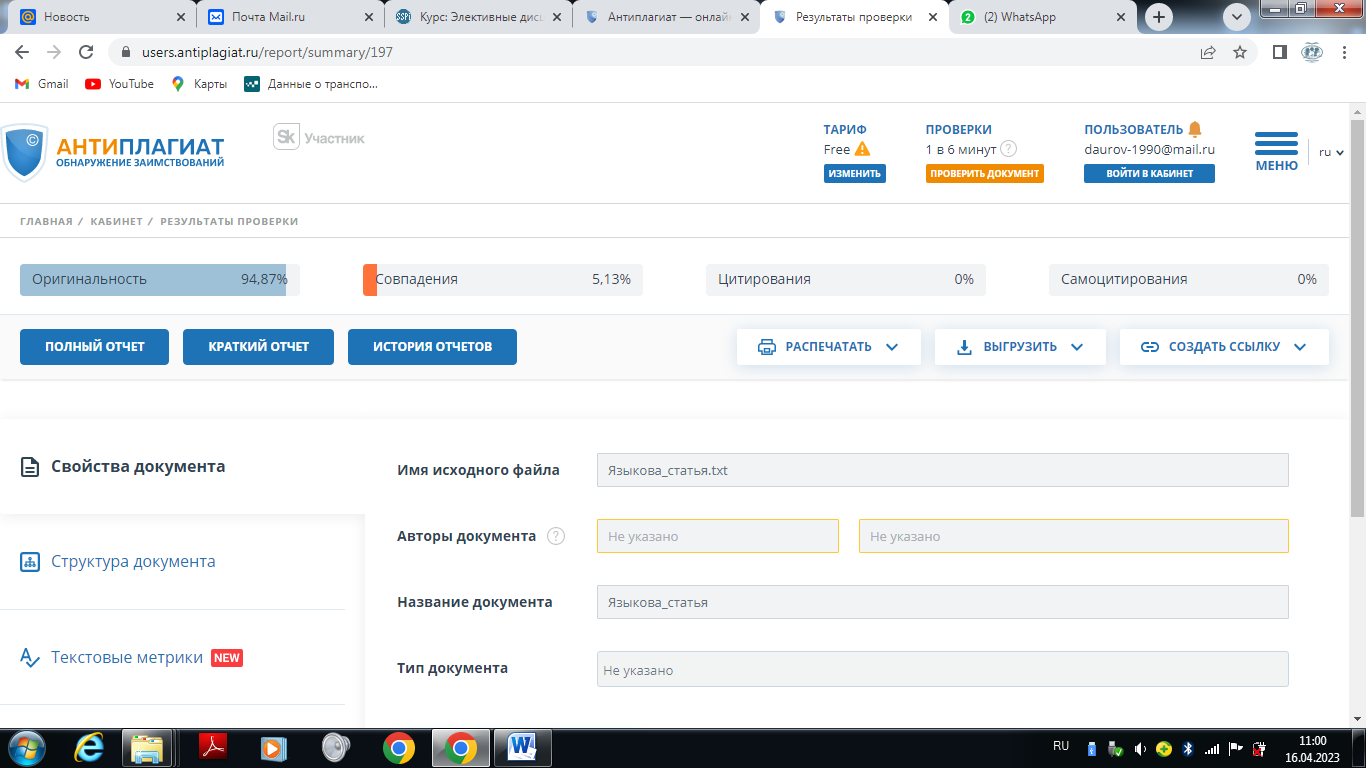 Новость
Почта Mail.ru
Курс: Элективные дис
Антиплагиат — онлай
Результаты проверки
(2) WhatsApp
users.antiplagiat.ru/report/summary/197
Gmail
YouTube
Карты
Данные о транспо...
АНТИПЛАГИАТ
ОБНАРУЖЕНИЕ ЗАИМСТВОВАНИЙ
Sk Участник
ТАРИФ
Free
ИЗМЕНИТЬ
ПРОВЕРКИ
1 в 6 минут ?
ПРОВЕРИТЬ ДОКУМЕНТ
ПОЛЬЗОВАТЕЛЬ
daurov-1990@mail.ru
ВОЙТИ В КАБИНЕТ
МЕНЮ
ru
ГЛАВНАЯ / КАБИНЕТ / РЕЗУЛЬТАТЫ ПРОВЕРКИ
Оригинальность 94,87%
Совпадения 5,13%
Цитирования 0%
Самоцитирования 0%
ПОЛНЫЙ ОТЧЕТ
КРАТКИЙ ОТЧЕТ
ИСТОРИЯ ОТЧЕТОВ
РАСПЕЧАТАТЬ
ВЫГРУЗИТЬ
СОЗДАТЬ ССЫЛКУ
Свойства документа
Структура документа
Текстовые метрики NEW
Имя исходного файла
Языкова_статья.txt
Авторы документа ?
Не указано
Не указано
Название документа
Языкова_статья
Тип документа
Не указано
RU
11:00
16.04.2023